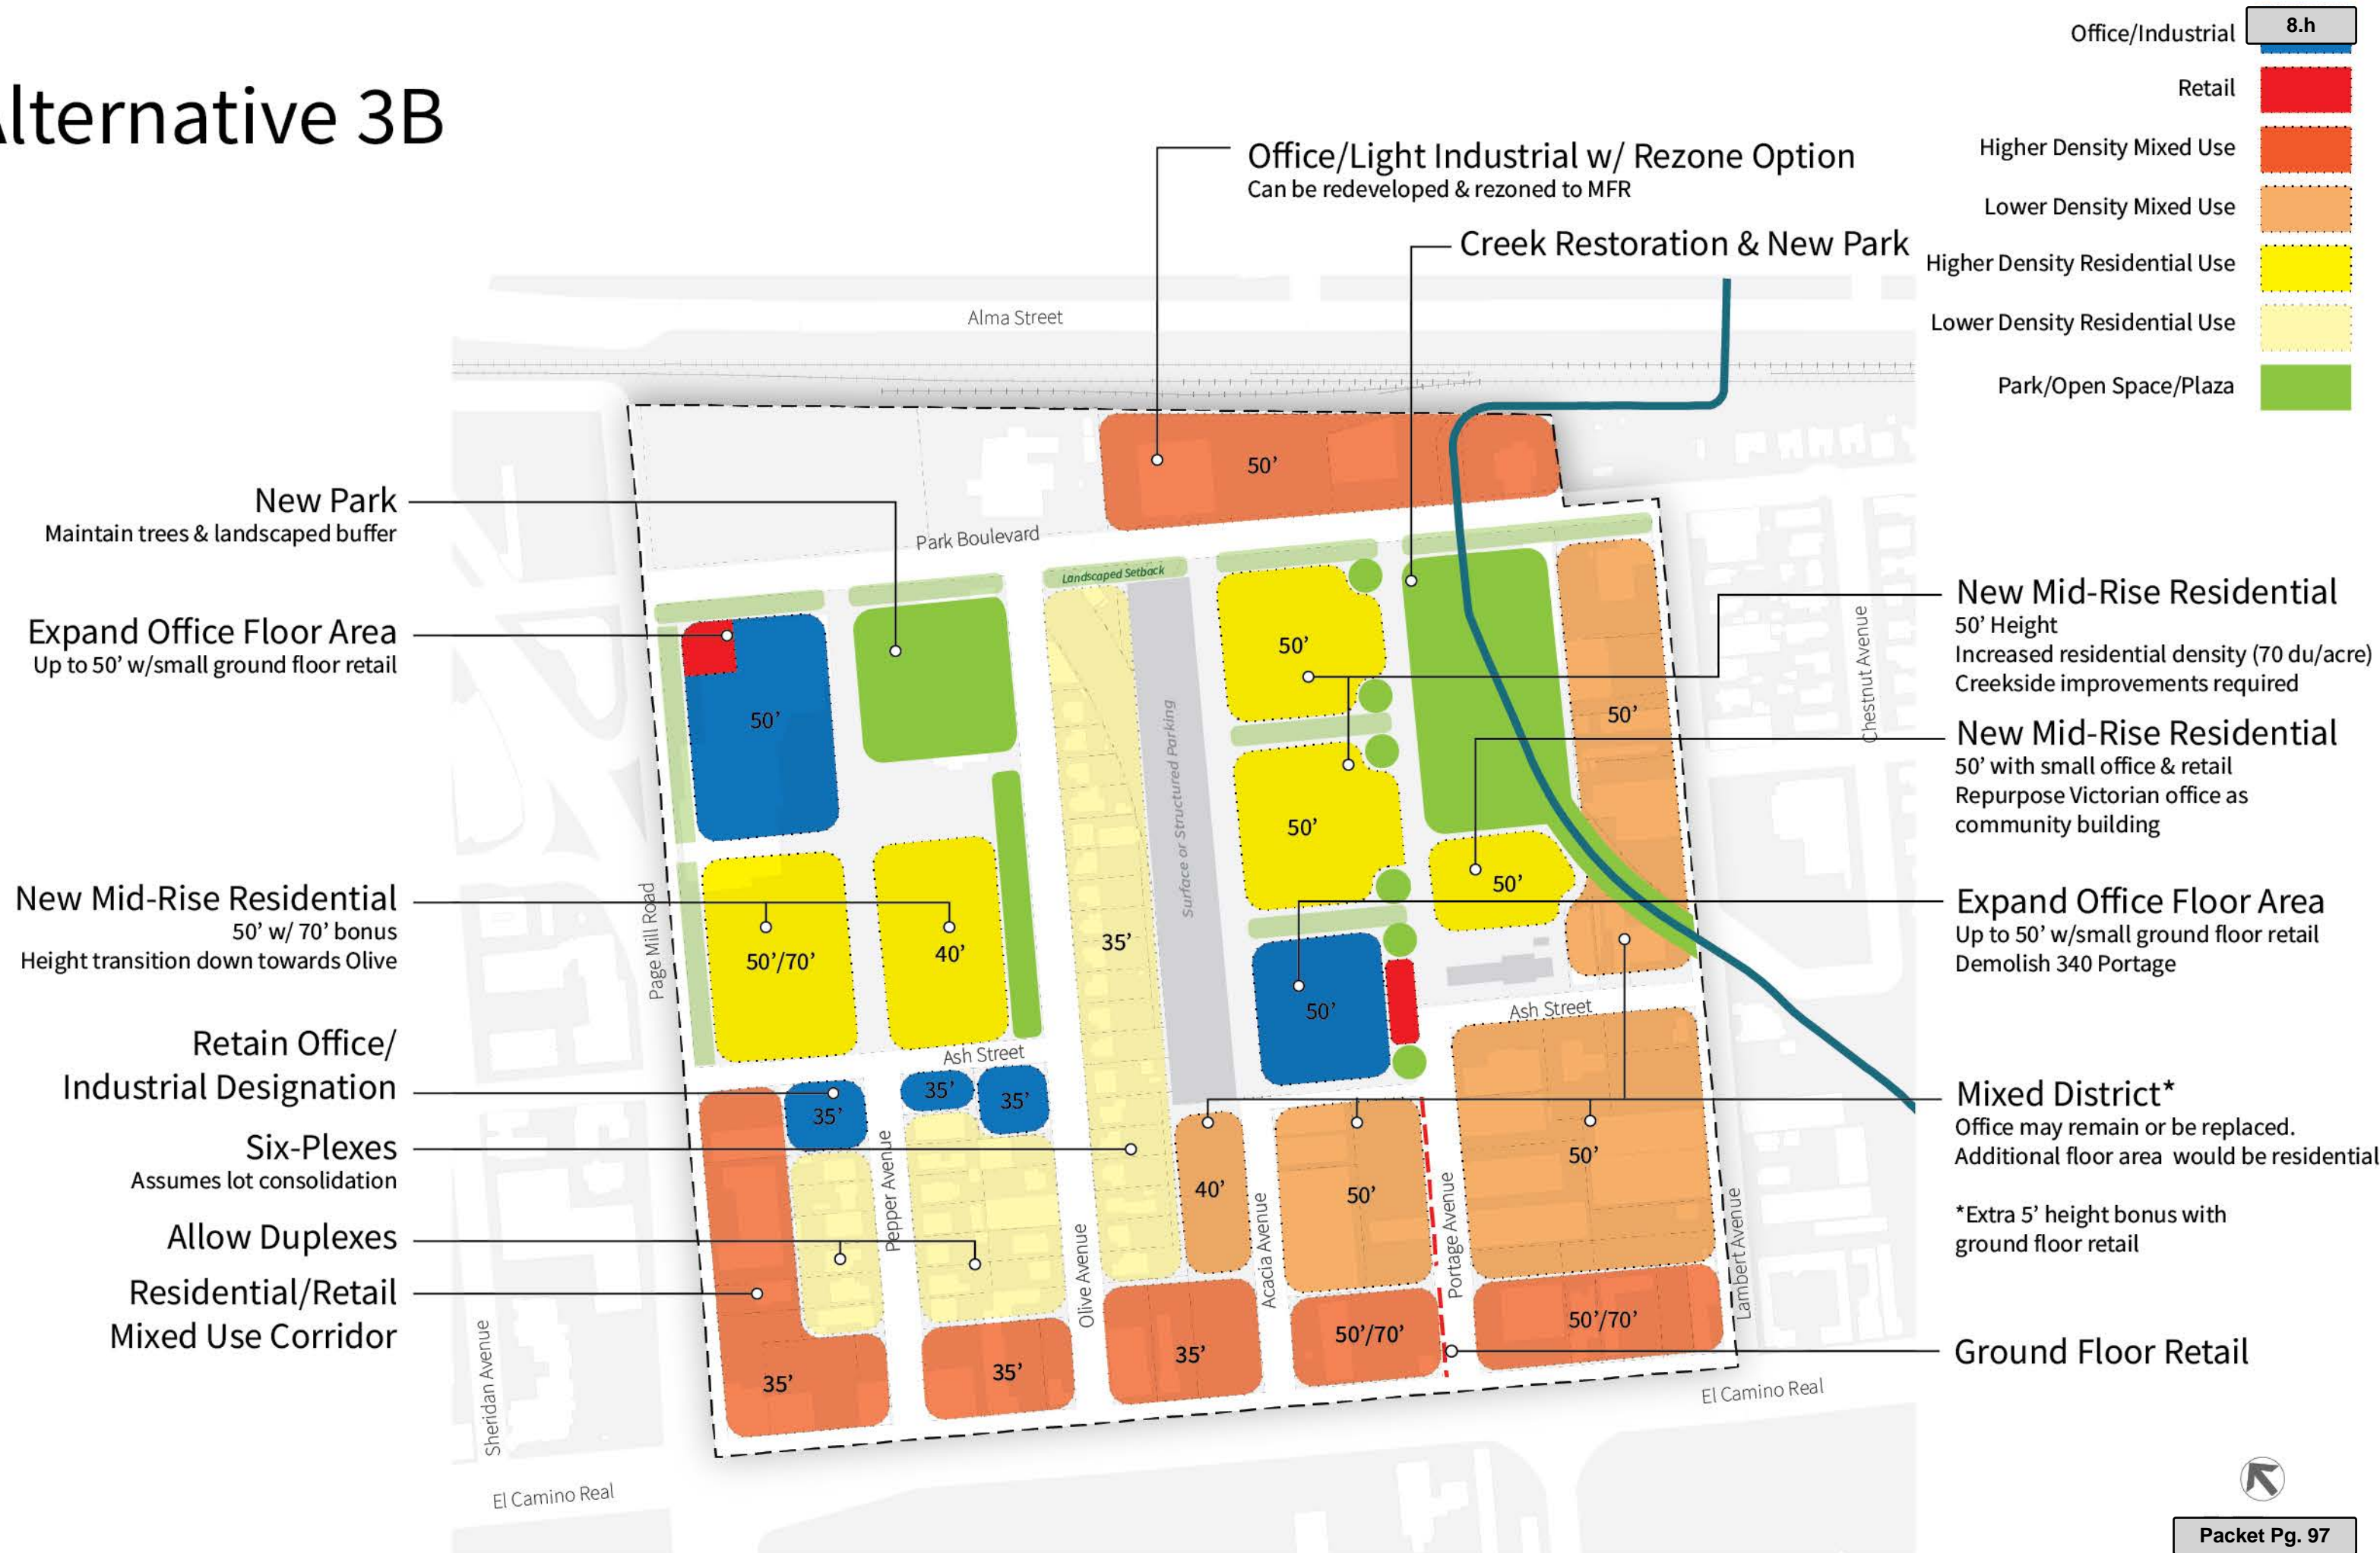 lternative 3B
Office/Industrial
8.h
Retail
Higher Density Mixed Use
Lower Density Mixed Use
Higher Density Residential Use
Lower Density Residential Use
Park/Open Space/Plaza
Office/Light Industrial w/ Rezone Option
Can be redeveloped & rezoned to MFR
Creek Restoration & New Park
New Park
Maintain trees & landscaped buffer
Expand Office Floor Area
Up to 50’ w/small ground floor retail
New Mid-Rise Residential
50’ w/ 70’ bonus
Height transition down towards Olive
Retain Office/
Industrial Designation
Six-Plexes
Assumes lot consolidation
Allow Duplexes
Residential/Retail
Mixed Use Corridor
Alma Street
50’
Park Boulevard
Landscaped Setback
50’
50’
50’
50’
50’
50’/70’
40’
35’
Surface or Structured Parking
50’
Page Mill Road
Ash Street
Ash Street
35’
35’
35’
Pepper Avenue
Olive Avenue
40’
Acacia Avenue
50’
Portage Avenue
50’
Lambert Avenue
Chestnut Avenue
35’
35’
35’
50’/70’
50’/70’
Sheridan Avenue
El Camino Real
El Camino Real
New Mid-Rise Residential
50’ Height
Increased residential density (70 du/acre)
Creekside improvements required
New Mid-Rise Residential
50’ with small office & retail
Repurpose Victorian office as
community building
Expand Office Floor Area
Up to 50’ w/small ground floor retail
Demolish 340 Portage
Mixed District*
Office may remain or be replaced.
Additional floor area would be residential
*Extra 5’ height bonus with
ground floor retail
Ground Floor Retail
Packet Pg. 97